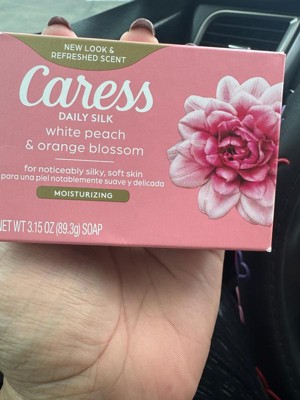 NEW LOOK &
REFRESHED SCENT
Caress
DAILY SILK
white peach
& orange blossom
for noticeably silky, soft skin
para una piel notablemente suave y delicada
MOISTURIZING
NET WT 3.15 OZ (89.3g) SOAP